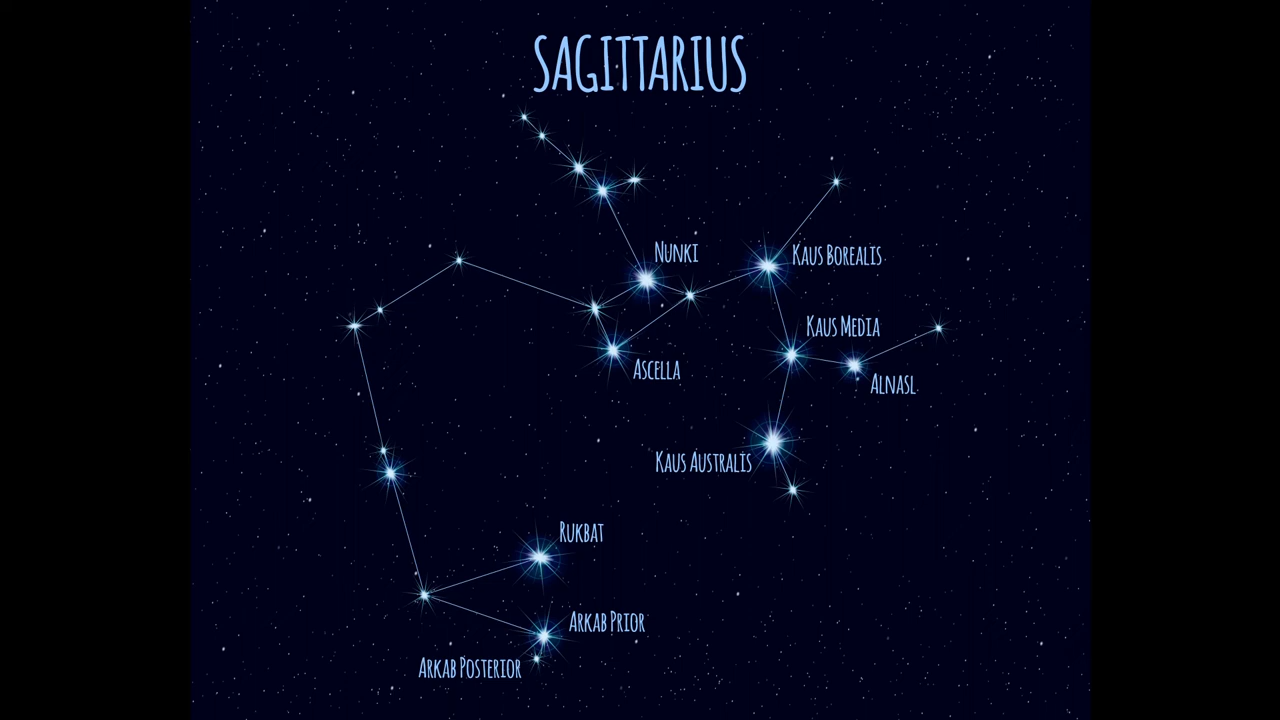 SAGITTARIUS
NUNKI
KAUS BOREALIS
KAUS MEDIA
ASCELLA
ALNASL
KAUS AUSTRALIS
RUKBAT
ARKAB PRIOR
ARKAB POSTERIOR